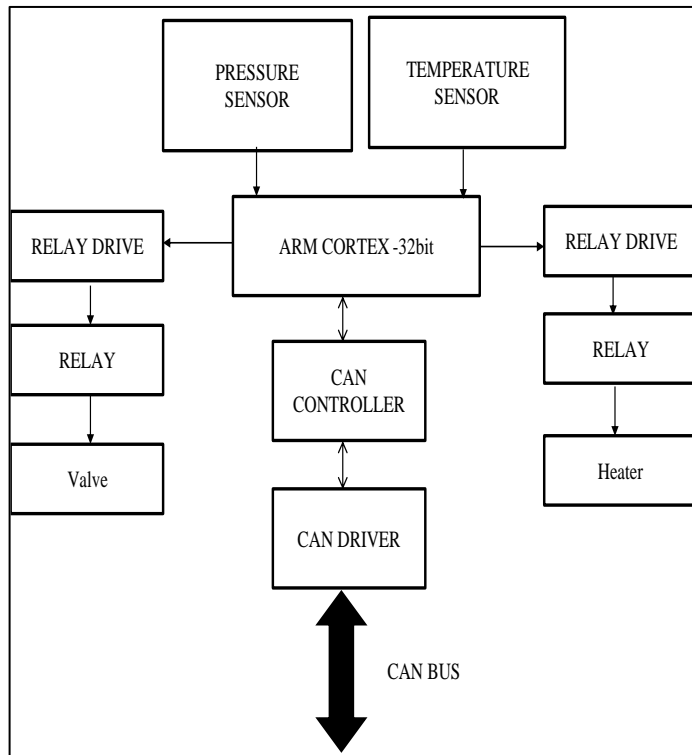 PRESSURE
SENSOR
TEMPERATURE
SENSOR
RELAY DRIVE
ARM CORTEX -32bit
RELAY DRIVE
RELAY
CAN
CONTROLLER
RELAY
Valve
Heater
CAN DRIVER
CAN BUS